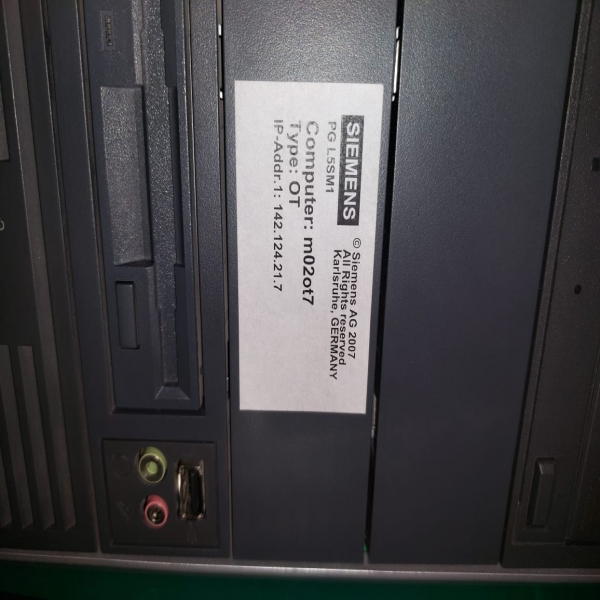 SIEMENS
© Siemens AG 2007
All Rights reserved
Karlsruhe, GERMANY
PG L5SM1
Computer: m02ot7
Type: OT
IP-Addr.1: 142.124.21.7